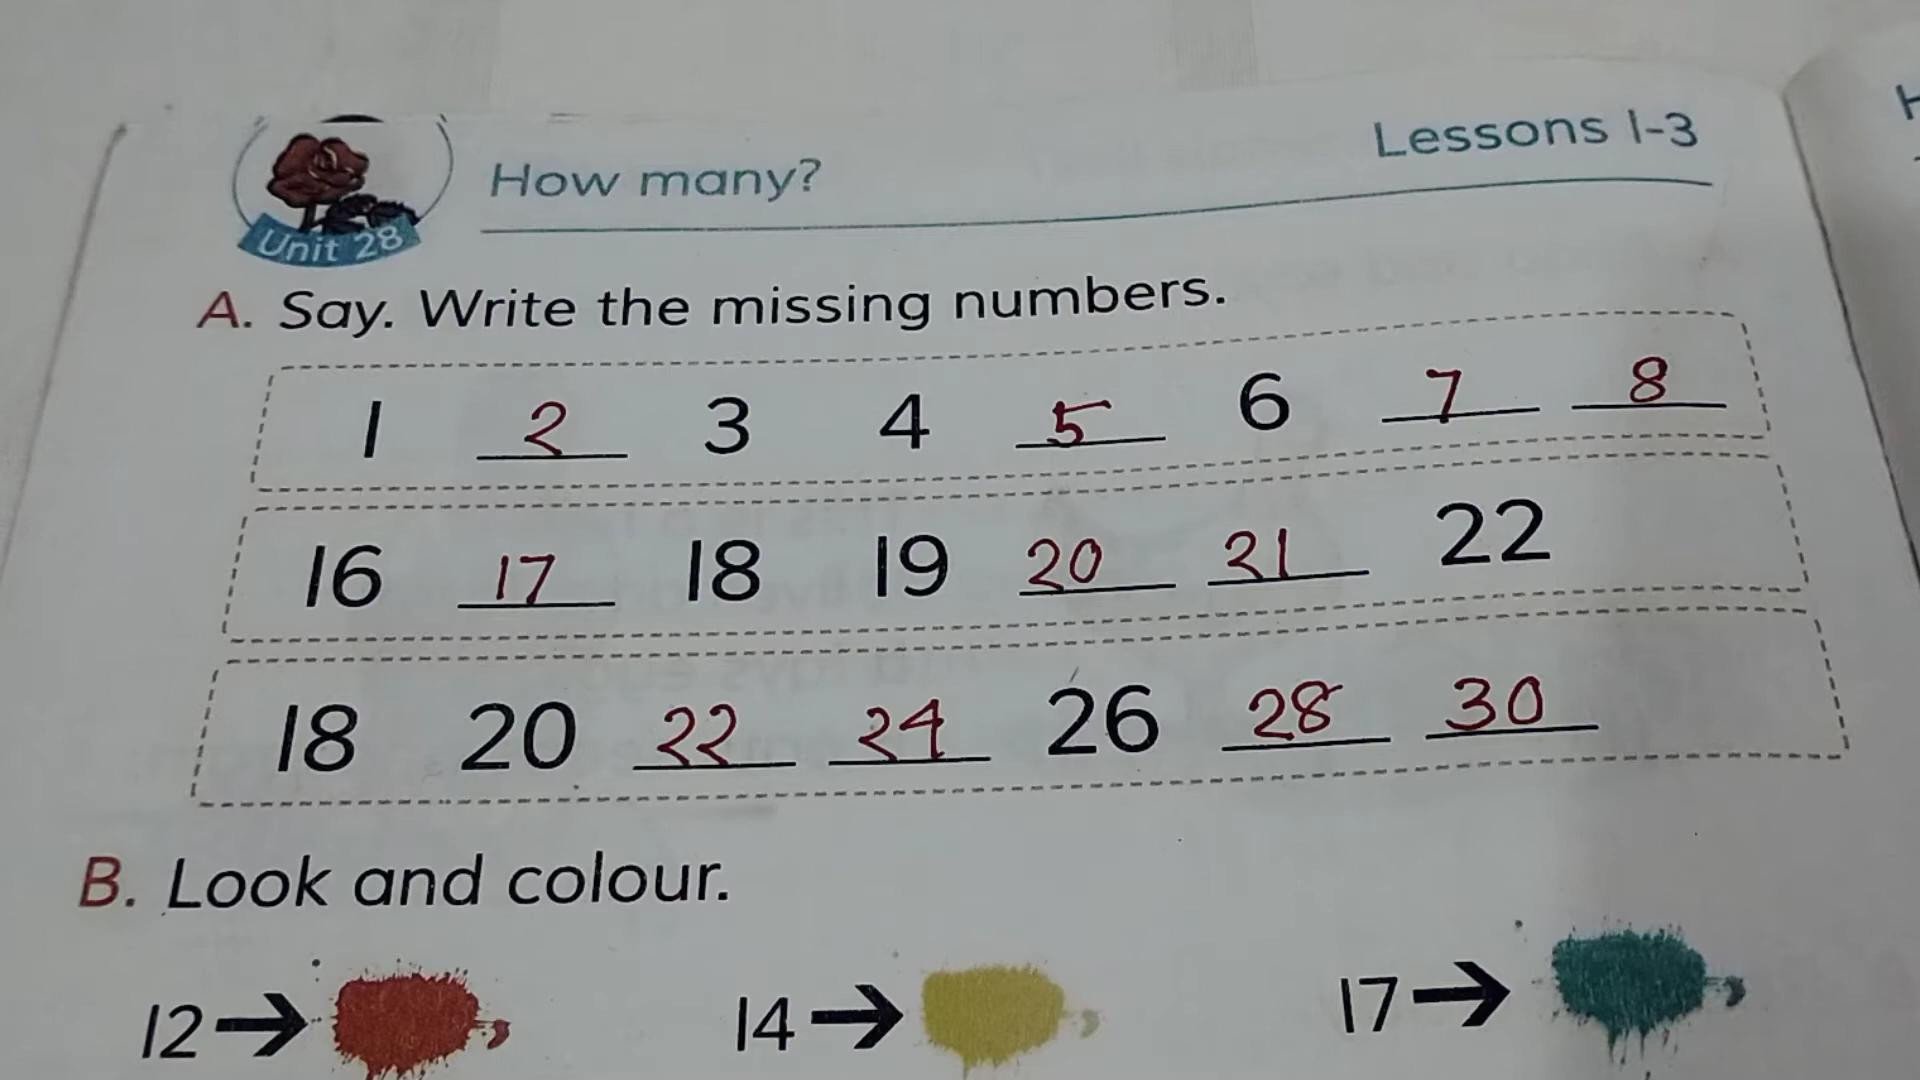 How many?
Lessons 1-3
Unit 28
A. Say. Write the missing numbers.
1 2 3 4 5 6 7 8
16 17 18 19 20 21 22
18 20 22 24 26 28 30
B. Look and colour.
12→ 14→ 17→